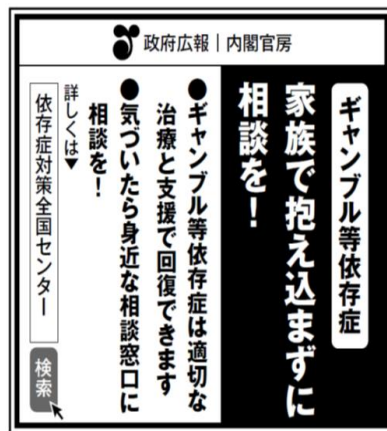 政府広報 | 内閣官房
ギャンブル等依存症
家族で抱え込まずに
相談を！
●ギャンブル等依存症は適切な
治療と支援で回復できます
●気づいたら身近な相談窓口に
相談を！
詳しくは▼
依存症対策全国センター
検索